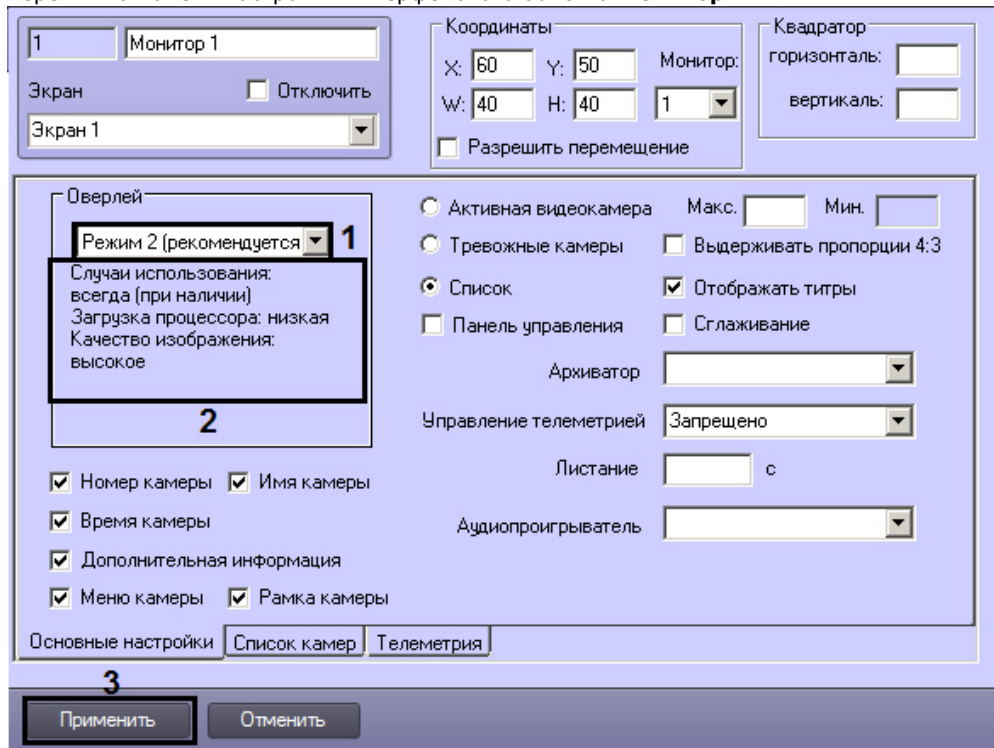 1 Монитор 1
Экран Отключить
Экран 1
Координаты
X: 60 Y: 50 Монитор:
W: 40 H: 40 1
Разрешить перемещение
Квадратор
горизонталь:
вертикаль:
Оверлей
Режим 2 (рекомендуется 1
Случаи использования:
всегда (при наличии)
Загрузка процессора: низкая
Качество изображения:
высокое
2
Номер камеры Имя камеры
Время камеры
Дополнительная информация
Меню камеры Рамка камеры
Активная видеокамера Макс. Мин.
Тревожные камеры Выдерживать пропорции 4:3
Список Отображать титры
Панель управления Сглаживание
Архиватор
Управление телеметрией Запрещено
Листание с
Аудиопроигрыватель
Основные настройки Список камер Телеметрия
3
Применить Отменить